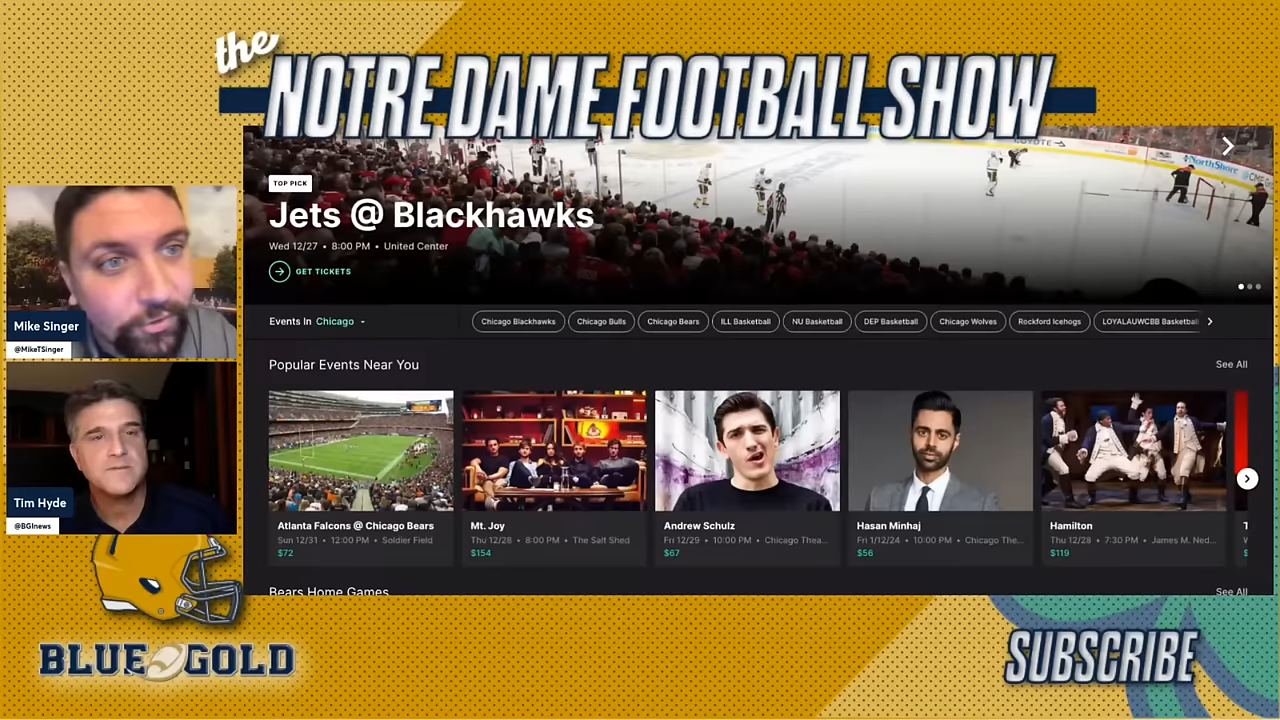 the
NOTRE DAME FOOTBALL SHOW
TOP PICK
Jets @ Blackhawks
Wed 12/27 • 8:00 PM • United Center
GET TICKETS
NorthShore
Mike Singer
@MikeTSinger
Tim Hyde
@BGInews
Events In Chicago
Chicago Blackhawks
Chicago Bulls
Chicago Bears
ILL Basketball
NU Basketball
DEP Basketball
Chicago Wolves
Rockford Icehogs
LOYALAUWCBB Basketball
Popular Events Near You
See All
Atlanta Falcons @ Chicago Bears
Sun 12/31 • 12:00 PM • Soldier Field
$72
Mt. Joy
Thu 12/28 • 8:00 PM • The Salt Shed
$154
Andrew Schulz
Fri 12/29 • 10:00 PM • Chicago Thea...
$67
Hasan Minhaj
Fri 1/12/24 • 10:00 PM • Chicago The...
$56
Hamilton
Thu 12/28 • 7:30 PM • James M. Ned...
$119
Bears Home Games
See All
BLUE GOLD
SUBSCRIBE